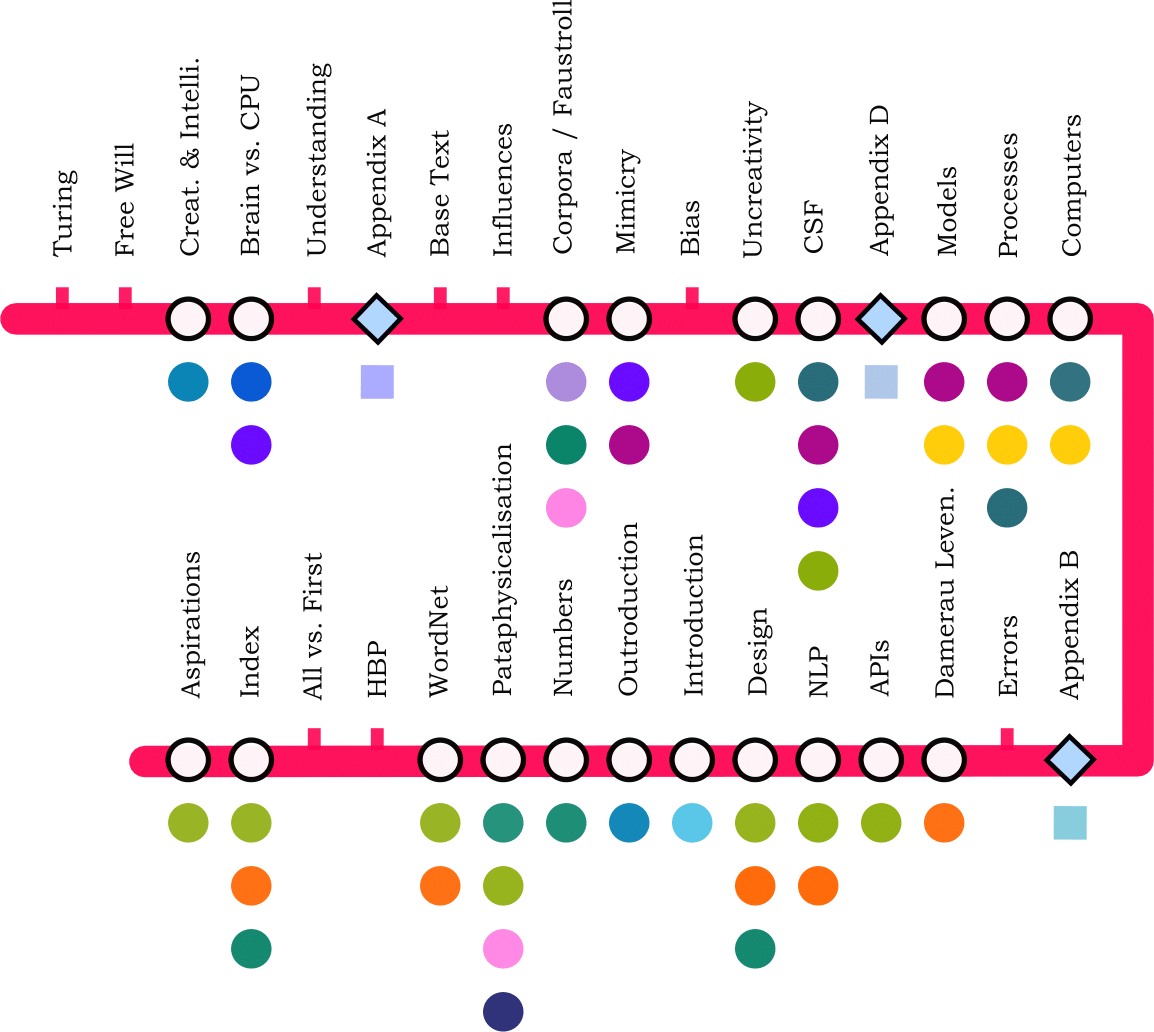 Turing
Free Will
Creat. & Intelli.
Brain vs. CPU
Understanding
Appendix A
Base Text
Influences
Corpora / Faustroll
Mimicry
Bias
Uncreativity
CSF
Appendix D
Models
Processes
Computers
Aspirations
Index
All vs. First
HBP
WordNet
Pataphysicalisation
Numbers
Outroduction
Introduction
Design
NLP
APIs
Damerau Leven.
Errors
Appendix B